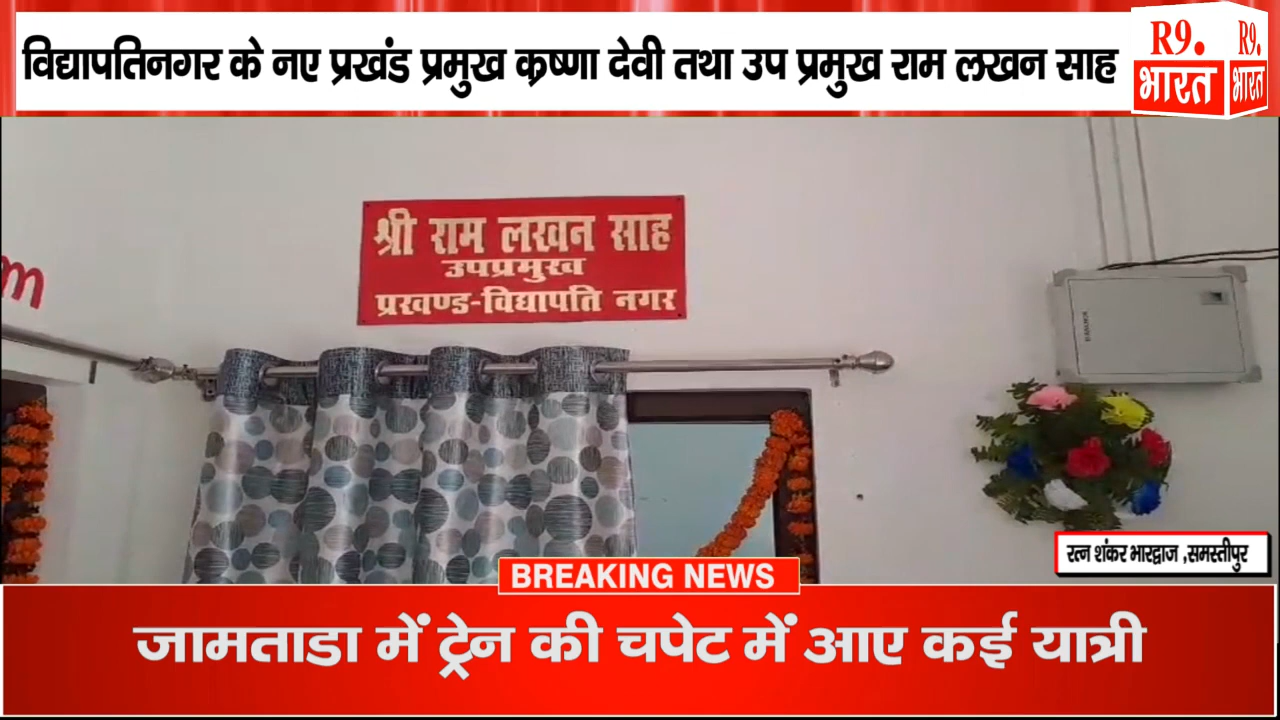 विद्यापतिनगर के नए प्रखंड प्रमुख क्रष्णा देवी तथा उप प्रमुख राम लखन साह
R9.
भारत
R9.
भारत
श्री राम लखन साह
उपप्रमुख
प्रखण्ड-विद्यापति नगर
m
रत्न शंकर भारद्वाज ,समस्तीपुर
BREAKING NEWS
जामताडा में ट्रेन की चपेट में आए कई यात्री